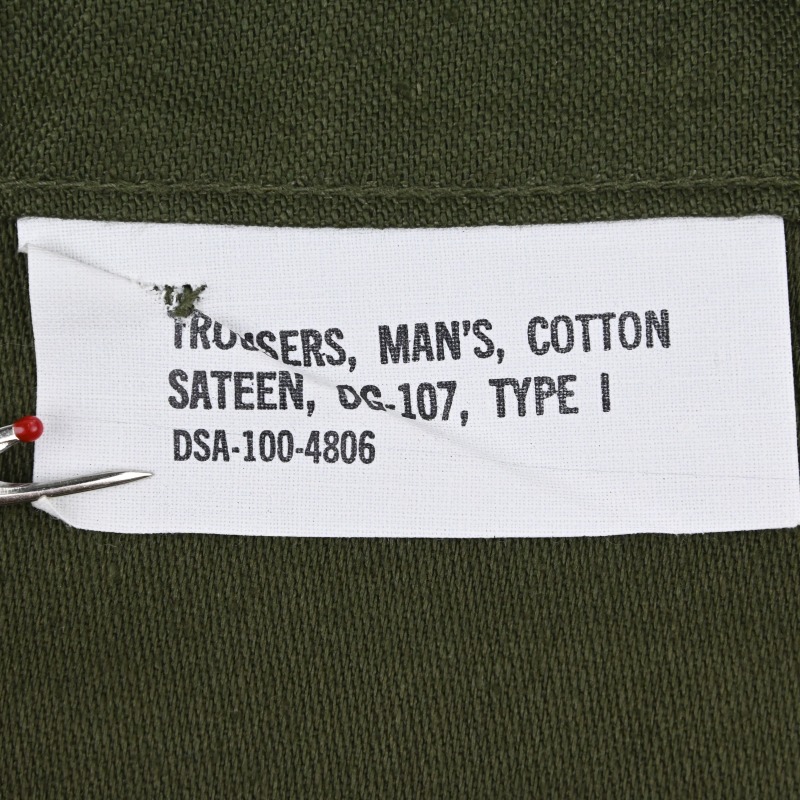 TROUSERS, MAN'S, COTTON
SATEEN, OG-107, TYPE I
DSA-100-4806